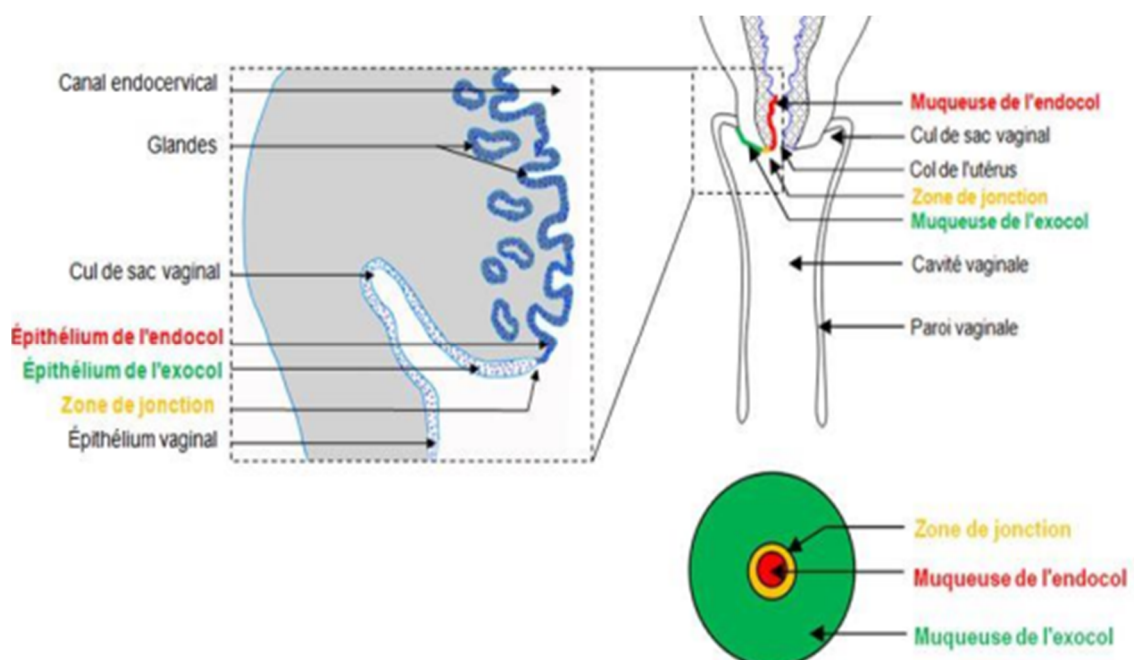 Canal endocervical
Glandes
Cul de sac vaginal
Épithélium de l'endocol
Épithélium de l'exocol
Zone de jonction
Épithélium vaginal
Muqueuse de l'endocol
Cul de sac vaginal
Col de l'utérus
Zone de jonction
Muqueuse de l'exocol
Cavité vaginale
Paroi vaginale
Zone de jonction
Muqueuse de l'endocol
Muqueuse de l'exocol